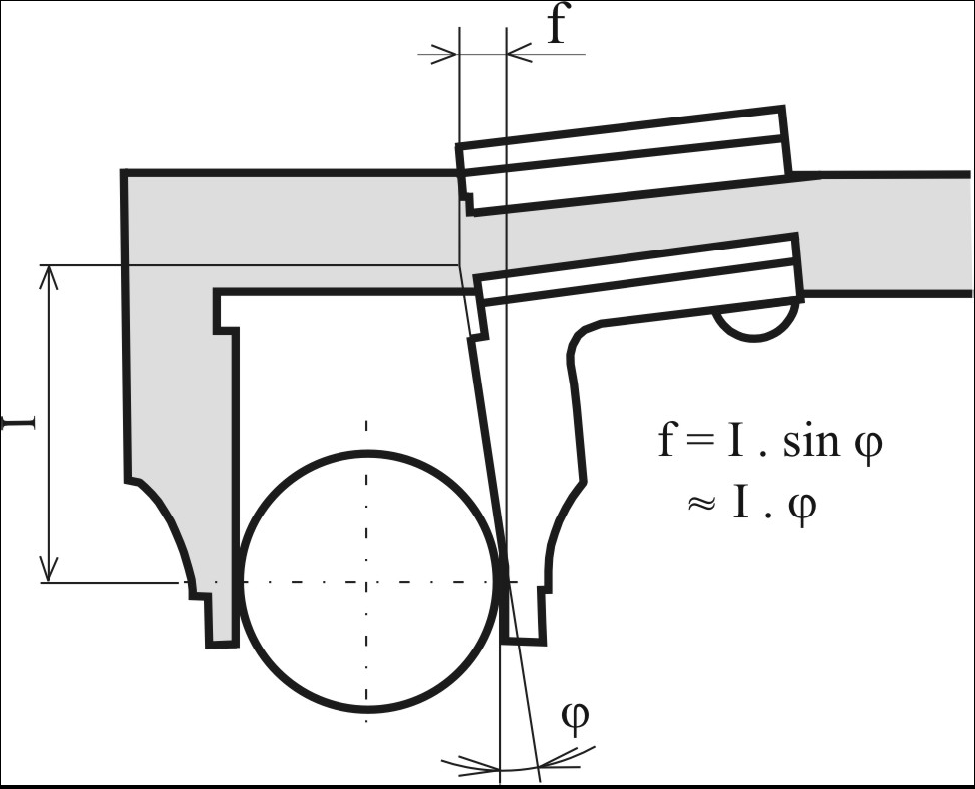 f
I
f = I . sin φ
≈ I . φ
φ